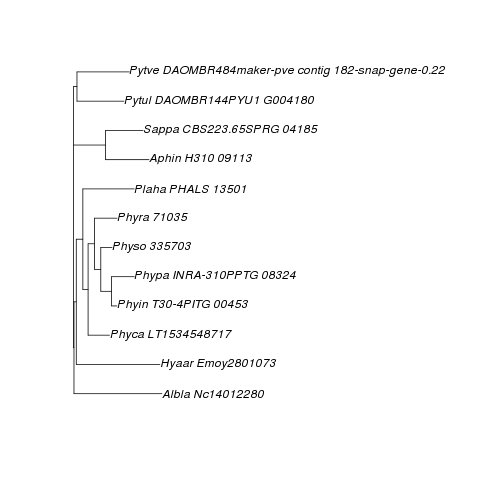 Pytve DAOMBR484maker-pve contig 182-snap-gene-0.22
Pytul DAOMBR144PYU1 G004180
Sappa CBS223.65SPRG 04185
Aphin H310 09113
Plaha PHALS 13501
Phyra 71035
Physo 335703
Phypa INRA-310PPTG 08324
Phyin T30-4PITG 00453
Phyca LT1534548717
Hyaar Emoy2801073
Albla Nc14012280